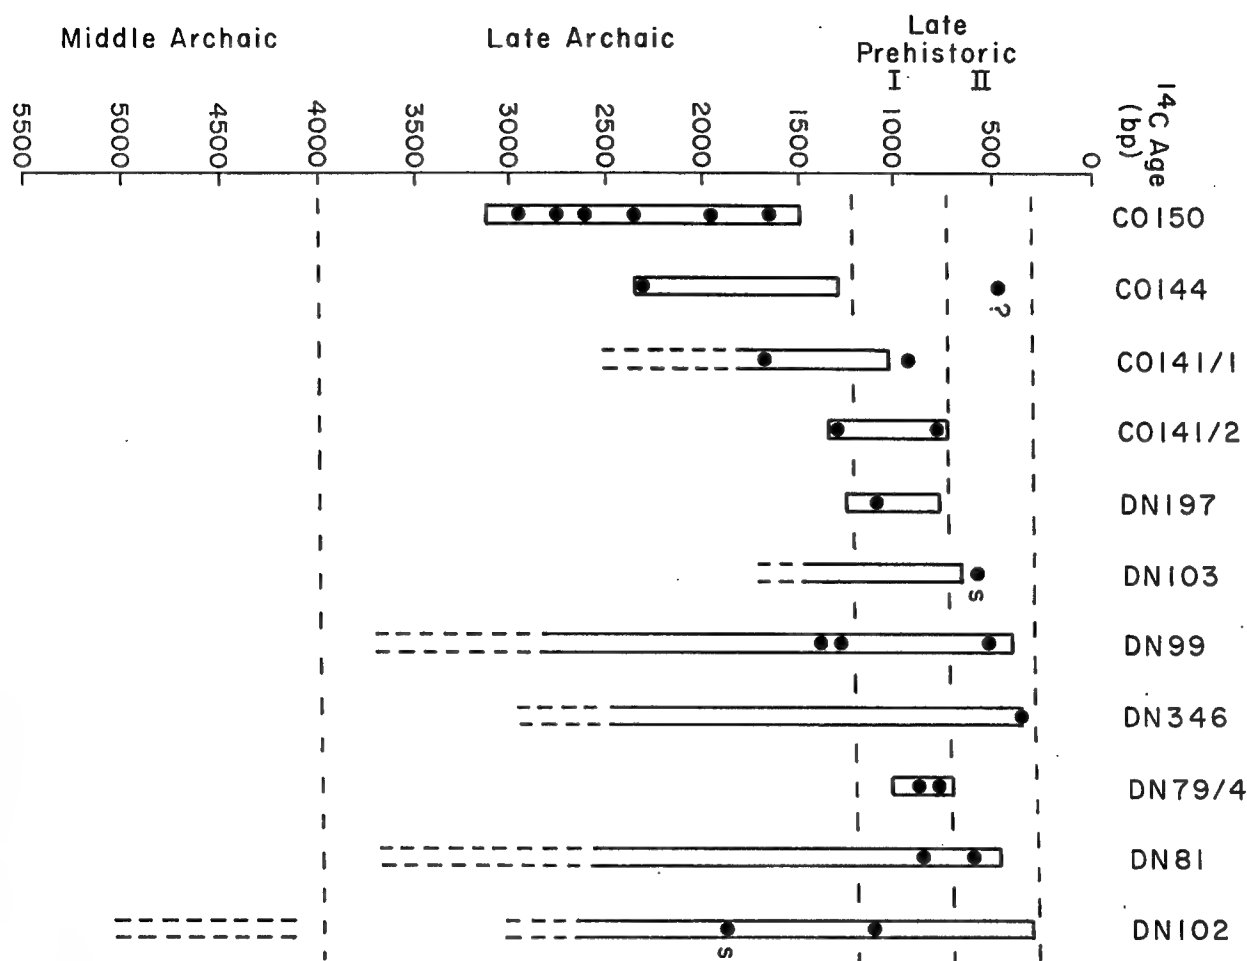 Middle Archaic
Late Archaic
Late
Prehistoric
I
II
¹⁴C Age
(bp)
5500
5000
4500
4000
3500
3000
2500
2000
1500
1000
500
0
CO150
CO144
?
CO141/1
CO141/2
DN197
DN103
s
DN99
DN346
DN79/4
DN81
DN102
s